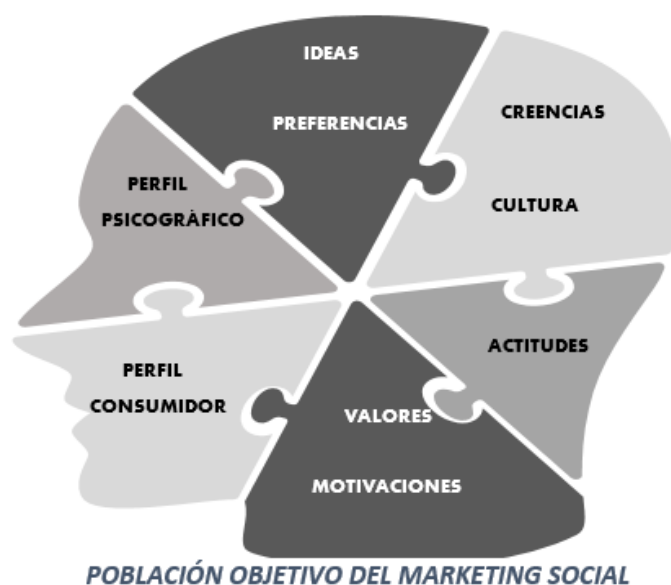 IDEAS
PREFERENCIAS
CREENCIAS
CULTURA
PERFIL
PSICOGRÁFICO
ACTITUDES
PERFIL
CONSUMIDOR
VALORES
MOTIVACIONES
POBLACIÓN OBJETIVO DEL MARKETING SOCIAL